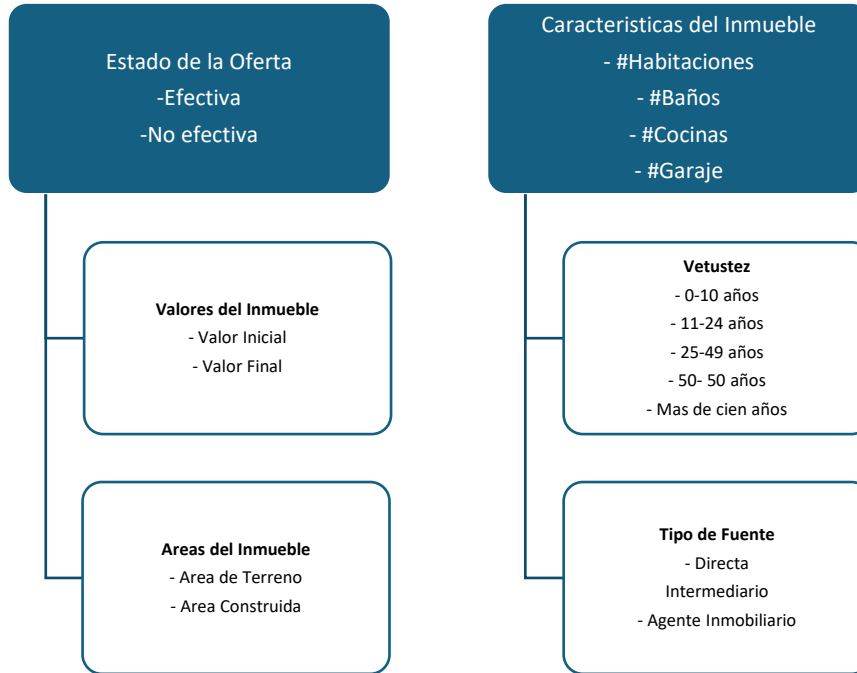 Estado de la Oferta
-Efectiva
-No efectiva
Valores del Inmueble
- Valor Inicial
- Valor Final
Areas del Inmueble
- Area de Terreno
- Area Construida
Caracteristicas del Inmueble
- #Habitaciones
- #Baños
- #Cocinas
- #Garaje
Vetustez
- 0-10 años
- 11-24 años
- 25-49 años
- 50- 50 años
- Mas de cien años
Tipo de Fuente
- Directa
Intermediario
- Agente Inmobiliario